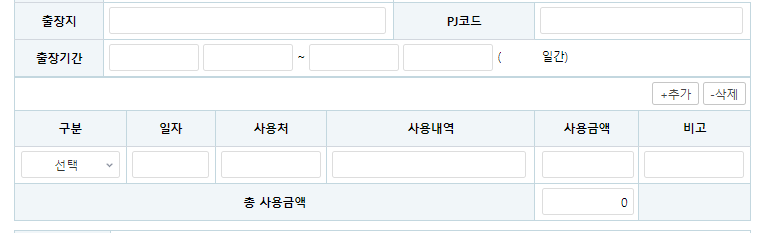 출장지 PJ코드
출장기간 ~ ( 일간)
+추가 -삭제
구분 일자 사용처 사용내역 사용금액 비고
선택
총 사용금액 0